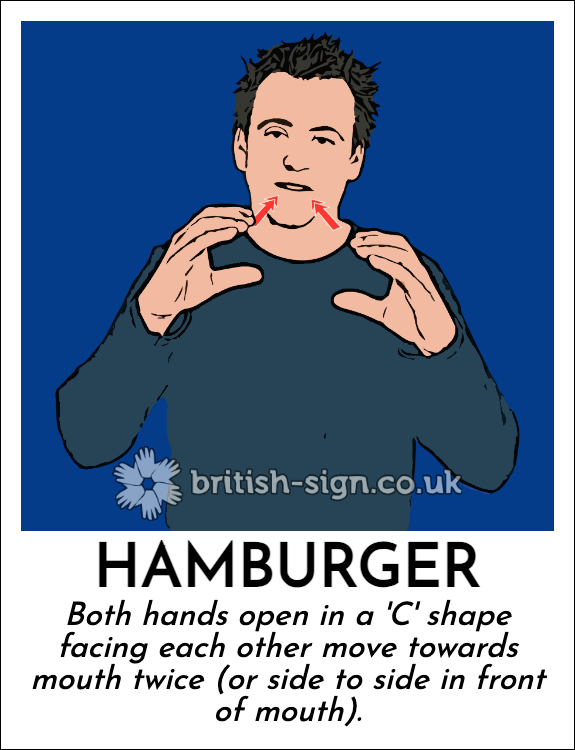 british-sign.co.uk
HAMBURGER
Both hands open in a 'C' shape
facing each other move towards
mouth twice (or side to side in front
of mouth).